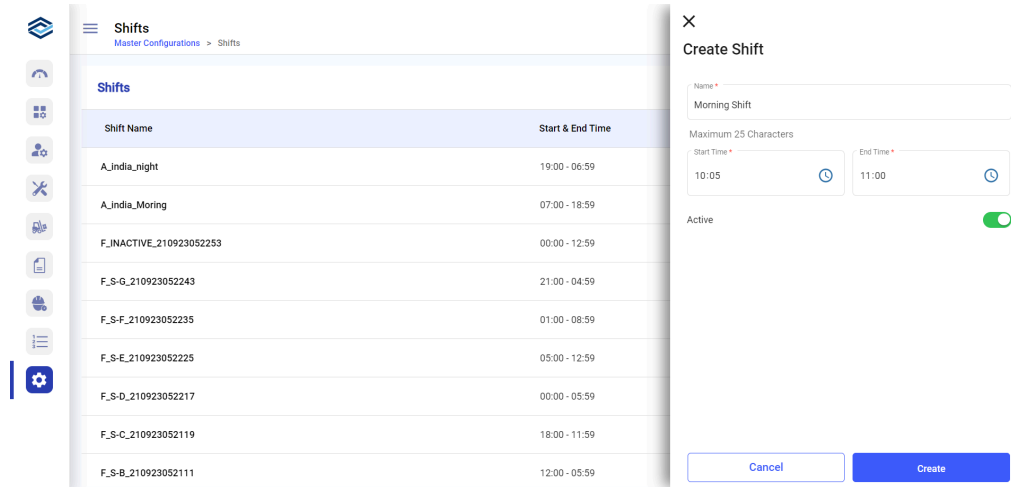 Shifts
Master Configurations > Shifts
Shifts
Shift Name Start & End Time
A_india_night 19:00 - 06:59
A_india_Moring 07:00 - 18:59
F_INACTIVE_210923052253 00:00 - 12:59
F_S-G_210923052243 21:00 - 04:59
F_S-F_210923052235 01:00 - 08:59
F_S-E_210923052225 05:00 - 12:59
F_S-D_210923052217 00:00 - 05:59
F_S-C_210923052119 18:00 - 11:59
F_S-B_210923052111 12:00 - 05:59
Create Shift
Name *
Morning Shift
Maximum 25 Characters
Start Time * End Time *
10:05 11:00
Active
Cancel Create